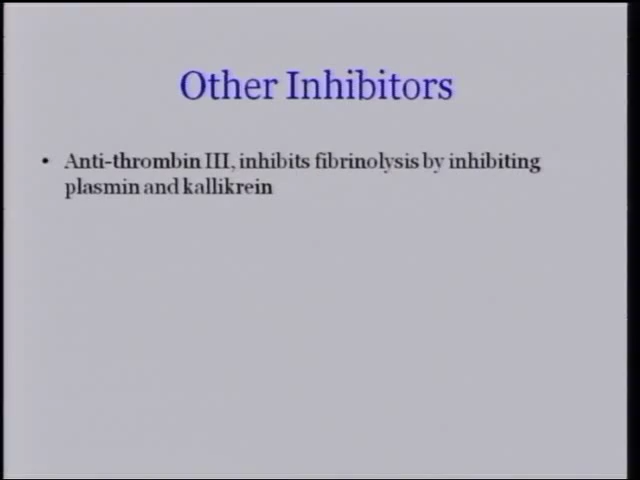 Other Inhibitors
• Anti-thrombin III, inhibits fibrinolysis by inhibiting
plasmin and kallikrein